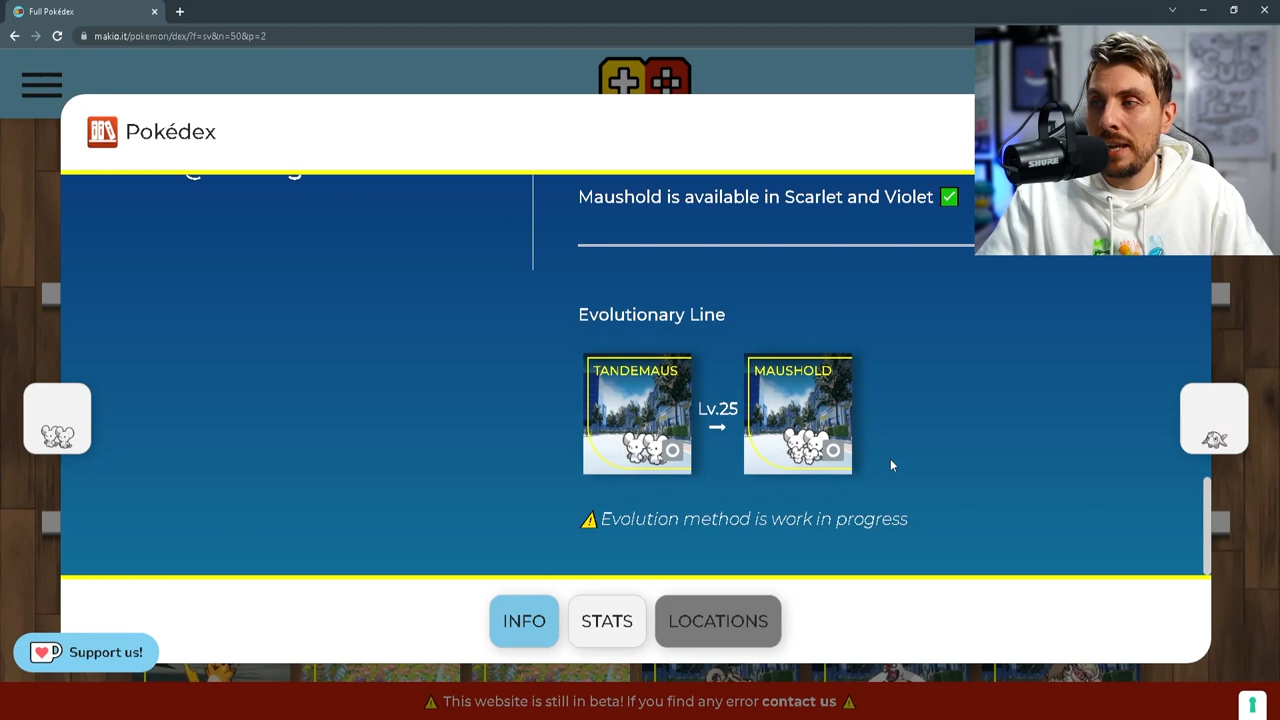 Full Pokédex
makio.it/pokemon/dex/?f=sv&n=50&p=2
Pokédex
SHURE
Maushold is available in Scarlet and Violet
Evolutionary Line
TANDEMAUS
Lv.25
MAUSHOLD
Evolution method is work in progress
INFO
STATS
LOCATIONS
Support us!
This website is still in beta! If you find any error contact us